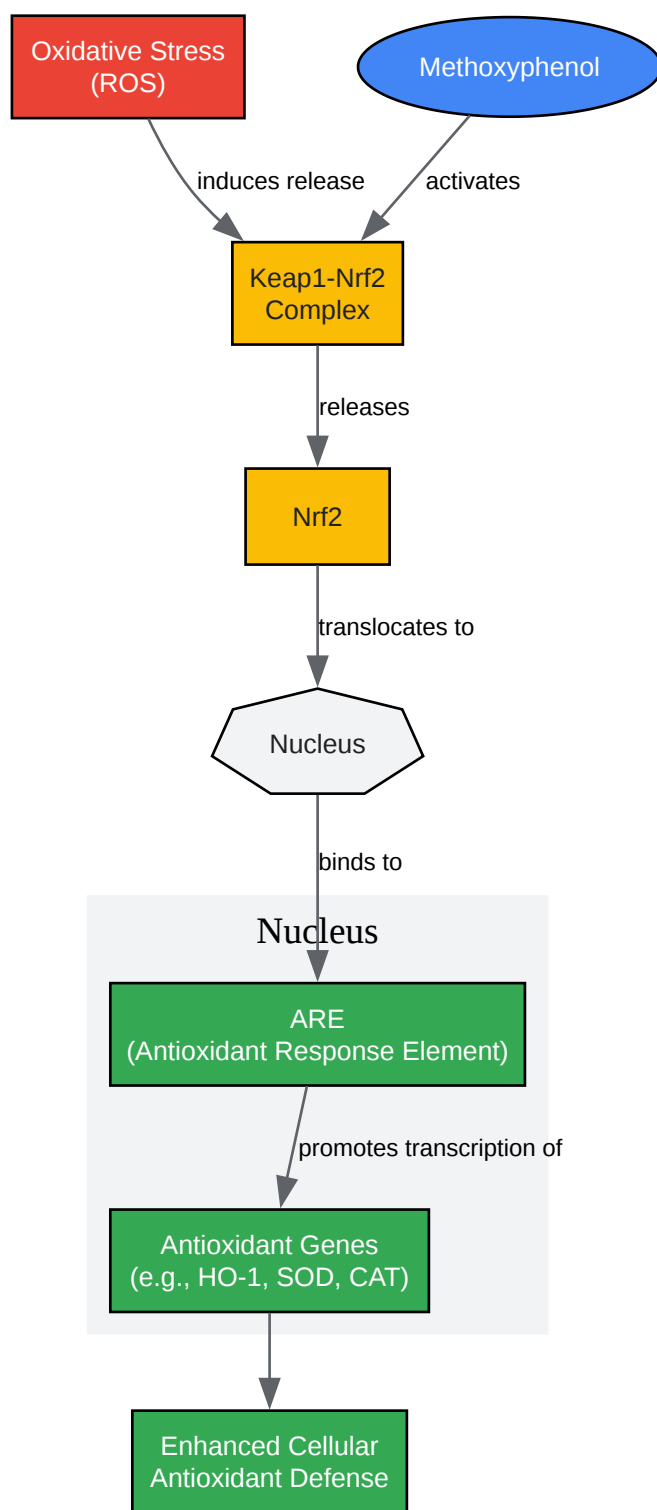 Oxidative Stress
(ROS)
Methoxyphenol
induces release
activates
Keap1-Nrf2
Complex
releases
Nrf2
translocates to
Nucleus
binds to
Nucleus
ARE
(Antioxidant Response Element)
promotes transcription of
Antioxidant Genes
(e.g., HO-1, SOD, CAT)
Enhanced Cellular
Antioxidant Defense